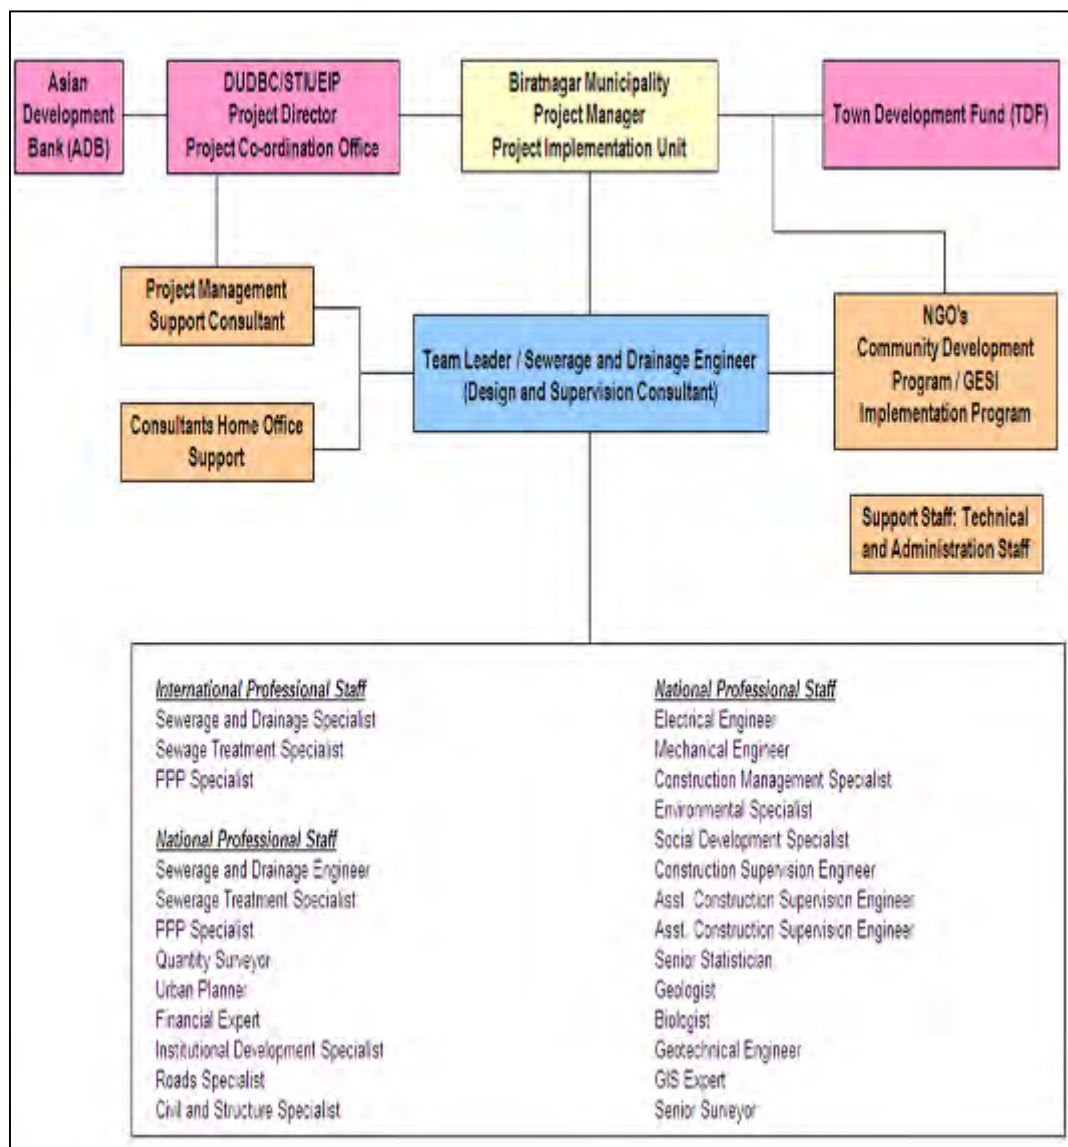 Asian
Development
Bank (ADB)
DUDBC/STIUEIP
Project Director
Project Co-ordination Office
Biratnagar Municipality
Project Manager
Project Implementation Unit
Town Development Fund (TDF)
Project Management
Support Consultant
Team Leader / Sewerage and Drainage Engineer
(Design and Supervision Consultant)
NGO's
Community Development
Program / GESI
Implementation Program
Consultants Home Office
Support
Support Staff: Technical
and Administration Staff
International Professional Staff
Sewerage and Drainage Specialist
Sewage Treatment Specialist
PPP Specialist
National Professional Staff
Sewerage and Drainage Engineer
Sewerage Treatment Specialist
PPP Specialist
Quantity Surveyor
Urban Planner
Financial Expert
Institutional Development Specialist
Roads Specialist
Civil and Structure Specialist
National Professional Staff
Electrical Engineer
Mechanical Engineer
Construction Management Specialist
Environmental Specialist
Social Development Specialist
Construction Supervision Engineer
Asst. Construction Supervision Engineer
Asst. Construction Supervision Engineer
Senior Statistician
Geologist
Biologist
Geotechnical Engineer
GIS Expert
Senior Surveyor